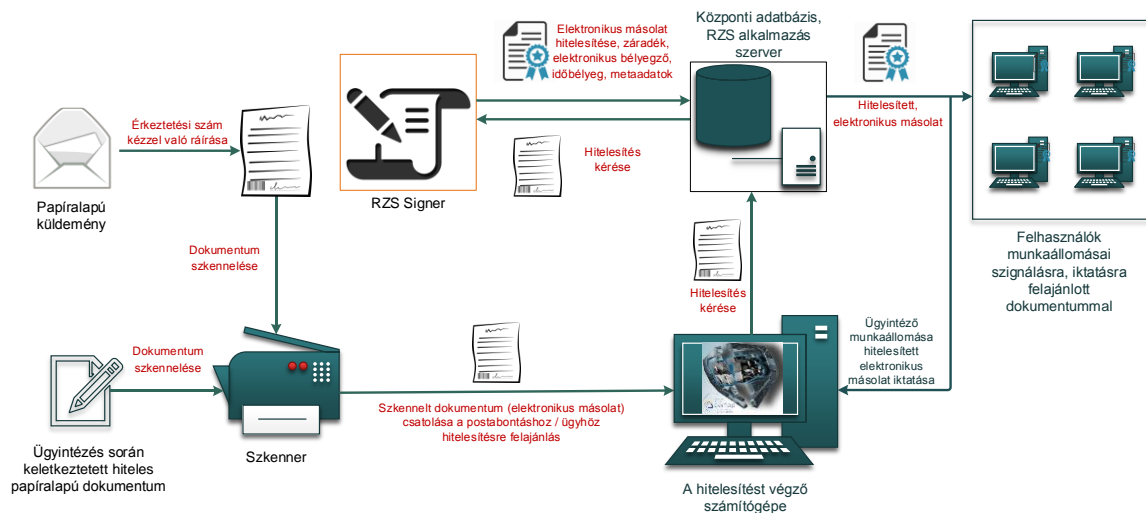 Elektronikus másolat
hitelesítése, záradék,
elektronikus bélyegző,
időbélyeg, metaadatok
Központi adatbázis,
RZS alkalmazás
szerver
Érkeztetési szám
kézzel való ráírása
Hitelesített,
elektronikus másolat
Hitelesítés
kérése
Papíralapú
küldemény
RZS Signer
Felhasználók
munkaállomásai
szignálásra, iktatásra
felajánlott
dokumentummal
Dokumentum
szkennelése
Hitelesítés
kérése
Ügyintéző
munkaállomása
hitelesített
elektronikus
másolat iktatása
Dokumentum
szkennelése
Szkennelt dokumentum (elektronikus másolat)
csatolása a postabontáshoz / ügyhöz
hitelesítésre felajánlás
Ügyintézés során
keletkeztetett hiteles
papíralapú dokumentum
Szkenner
A hitelesítést végző
számítógépe